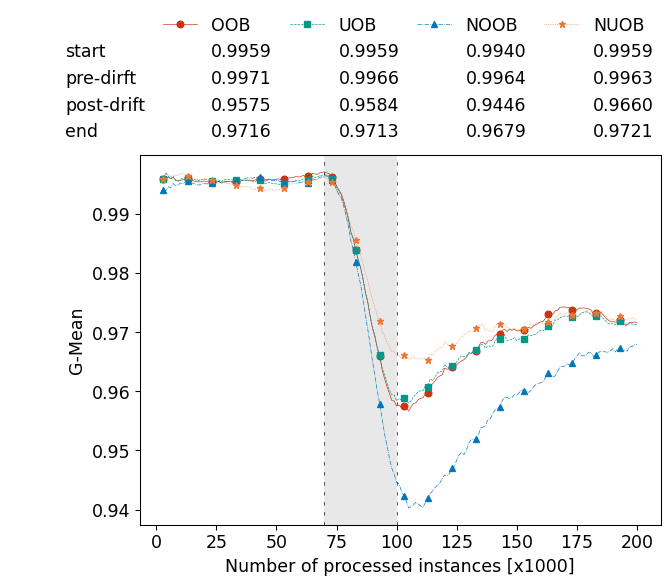 OOB UOB NOOB NUOB
start 0.9959 0.9959 0.9940 0.9959
pre-dirft 0.9971 0.9966 0.9964 0.9963
post-drift 0.9575 0.9584 0.9446 0.9660
end 0.9716 0.9713 0.9679 0.9721
0.99
0.98
0.97
0.96
0.95
0.94
G-Mean
0 25 50 75 100 125 150 175 200
Number of processed instances [x1000]